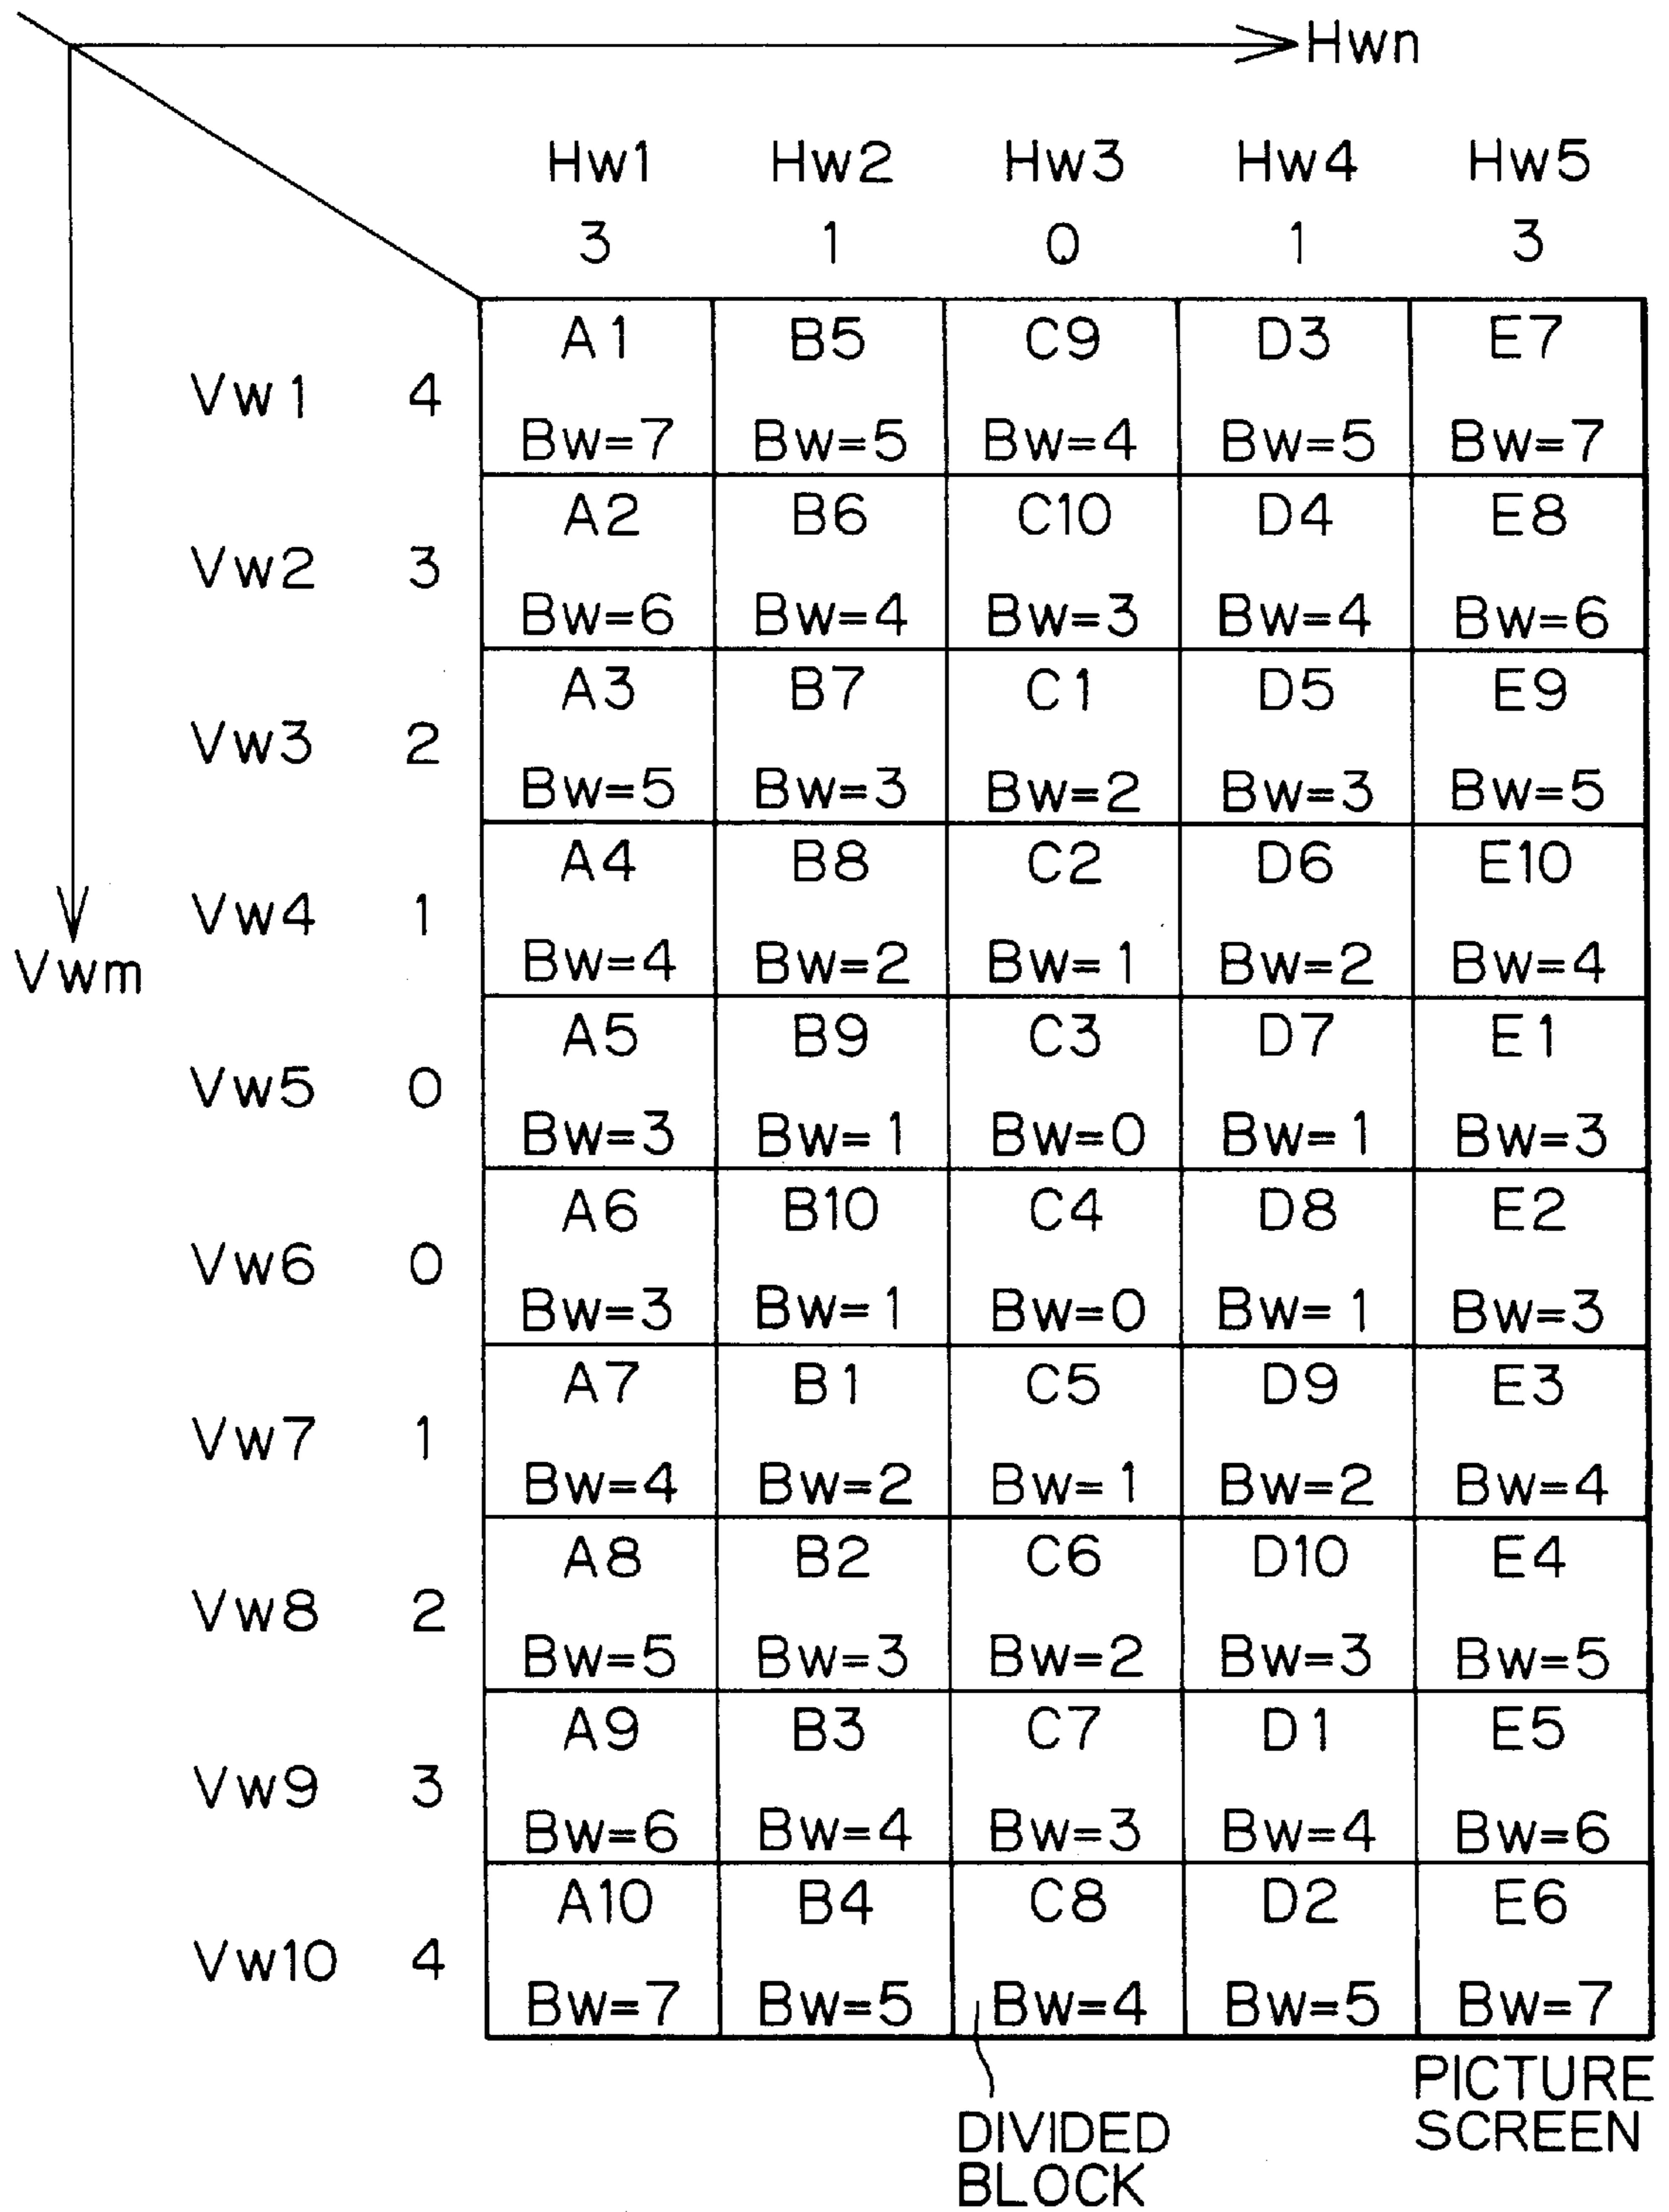 Hwn
Hw1 Hw2 Hw3 Hw4 Hw5
3 1 0 1 3
A1 B5 C9 D3 E7
Vw1 4
Bw=7 Bw=5 Bw=4 Bw=5 Bw=7
A2 B6 C10 D4 E8
Vw2 3
Bw=6 Bw=4 Bw=3 Bw=4 Bw=6
A3 B7 C1 D5 E9
Vw3 2
Bw=5 Bw=3 Bw=2 Bw=3 Bw=5
A4 B8 C2 D6 E10
Vw4 1
Bw=4 Bw=2 Bw=1 Bw=2 Bw=4
Vwm
A5 B9 C3 D7 E1
Vw5 0
Bw=3 Bw=1 Bw=0 Bw=1 Bw=3
A6 B10 C4 D8 E2
Vw6 0
Bw=3 Bw=1 Bw=0 Bw=1 Bw=3
A7 B1 C5 D9 E3
Vw7 1
Bw=4 Bw=2 Bw=1 Bw=2 Bw=4
A8 B2 C6 D10 E4
Vw8 2
Bw=5 Bw=3 Bw=2 Bw=3 Bw=5
A9 B3 C7 D1 E5
Vw9 3
Bw=6 Bw=4 Bw=3 Bw=4 Bw=6
A10 B4 C8 D2 E6
Vw10 4
Bw=7 Bw=5 Bw=4 Bw=5 Bw=7
PICTURE
SCREEN
DIVIDED
BLOCK